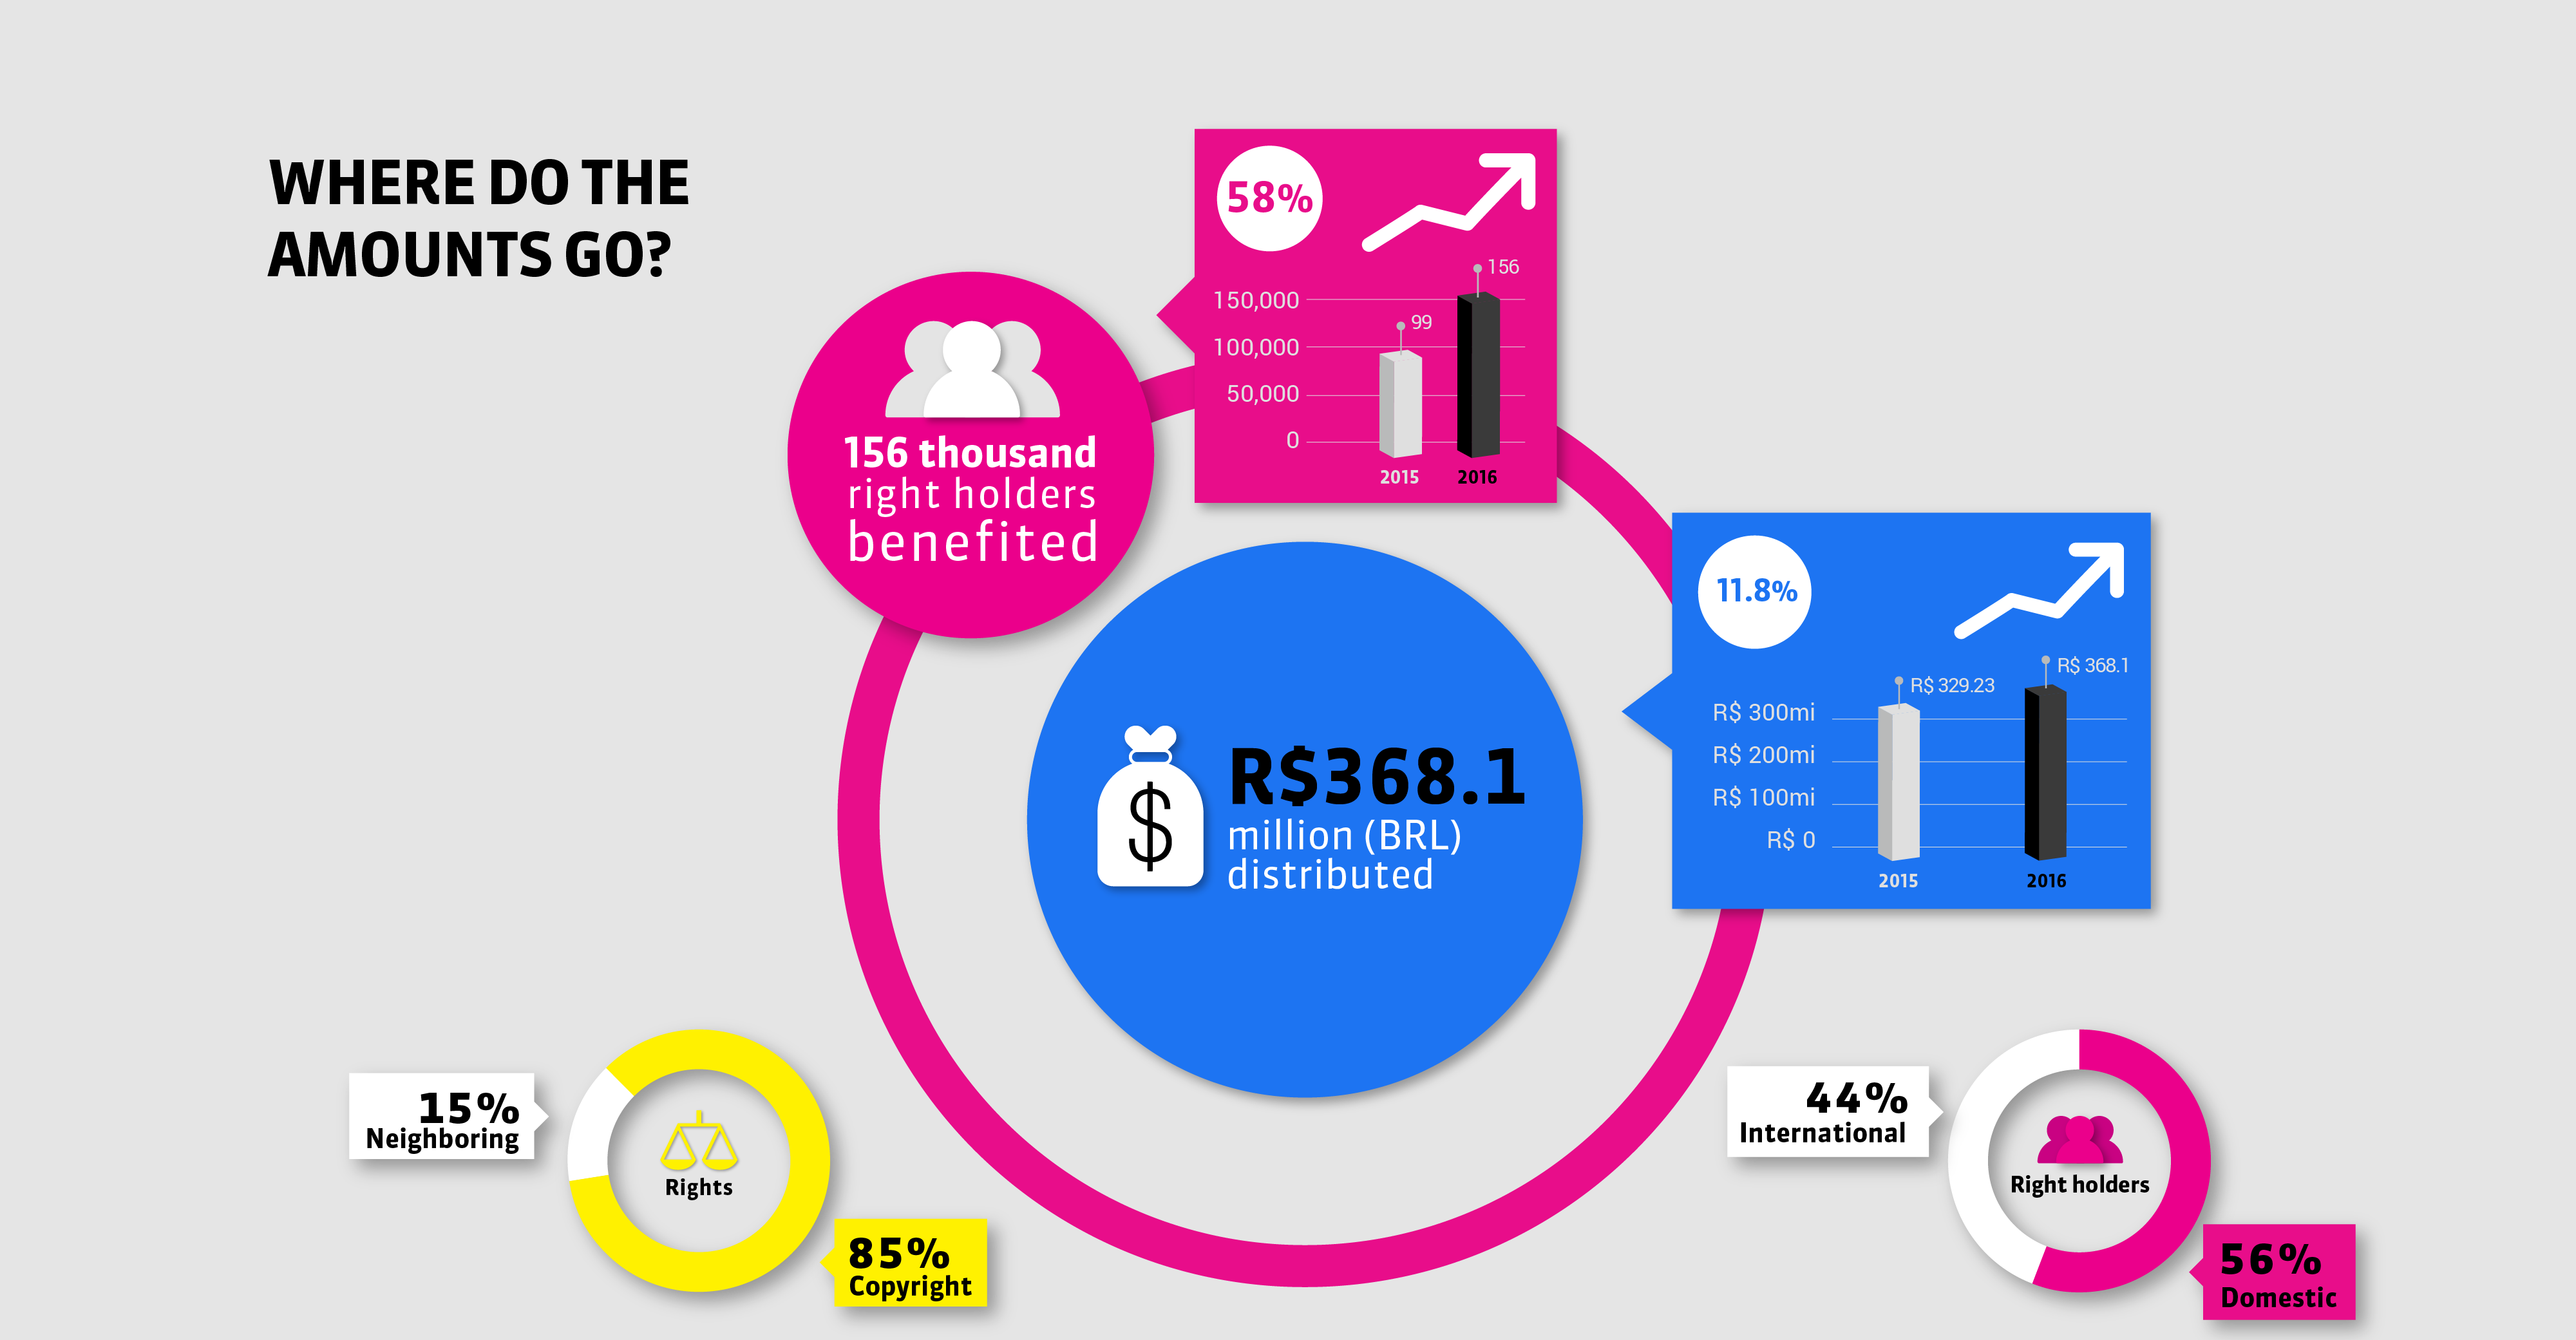 WHERE DO THE
AMOUNTS GO?
58%
156
150,000
99
100,000
50,000
0
2015 2016
156 thousand
right holders
benefited
11.8%
R$ 368.1
R$ 329.23
R$ 300mi
R$ 200mi
R$ 100mi
R$ 0
2015 2016
$
R$368.1
million (BRL)
distributed
15%
Neighboring
Rights
85%
Copyright
44%
International
Right holders
56%
Domestic